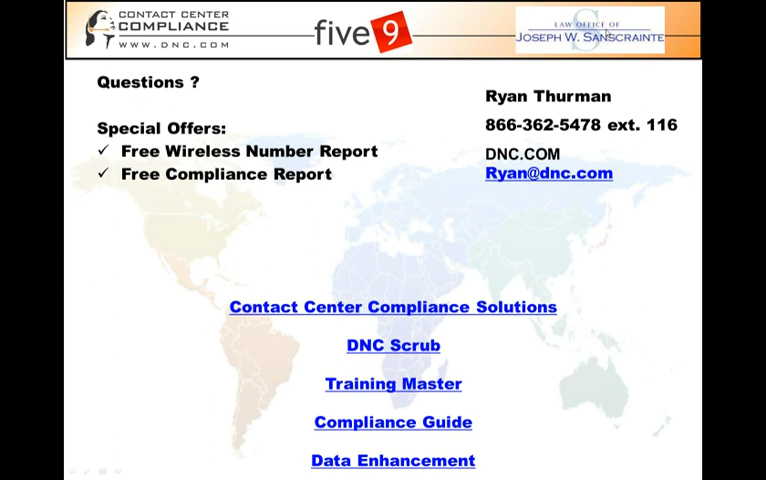 CONTACT CENTER
COMPLIANCE
WWW.DNC.COM
five9
LAW OFFICE OF
JOSEPH W. SANSCRAINTE
Questions ?
Special Offers:
✓ Free Wireless Number Report
✓ Free Compliance Report
Ryan Thurman
866-362-5478 ext. 116
DNC.COM
Ryan@dnc.com
Contact Center Compliance Solutions
DNC Scrub
Training Master
Compliance Guide
Data Enhancement